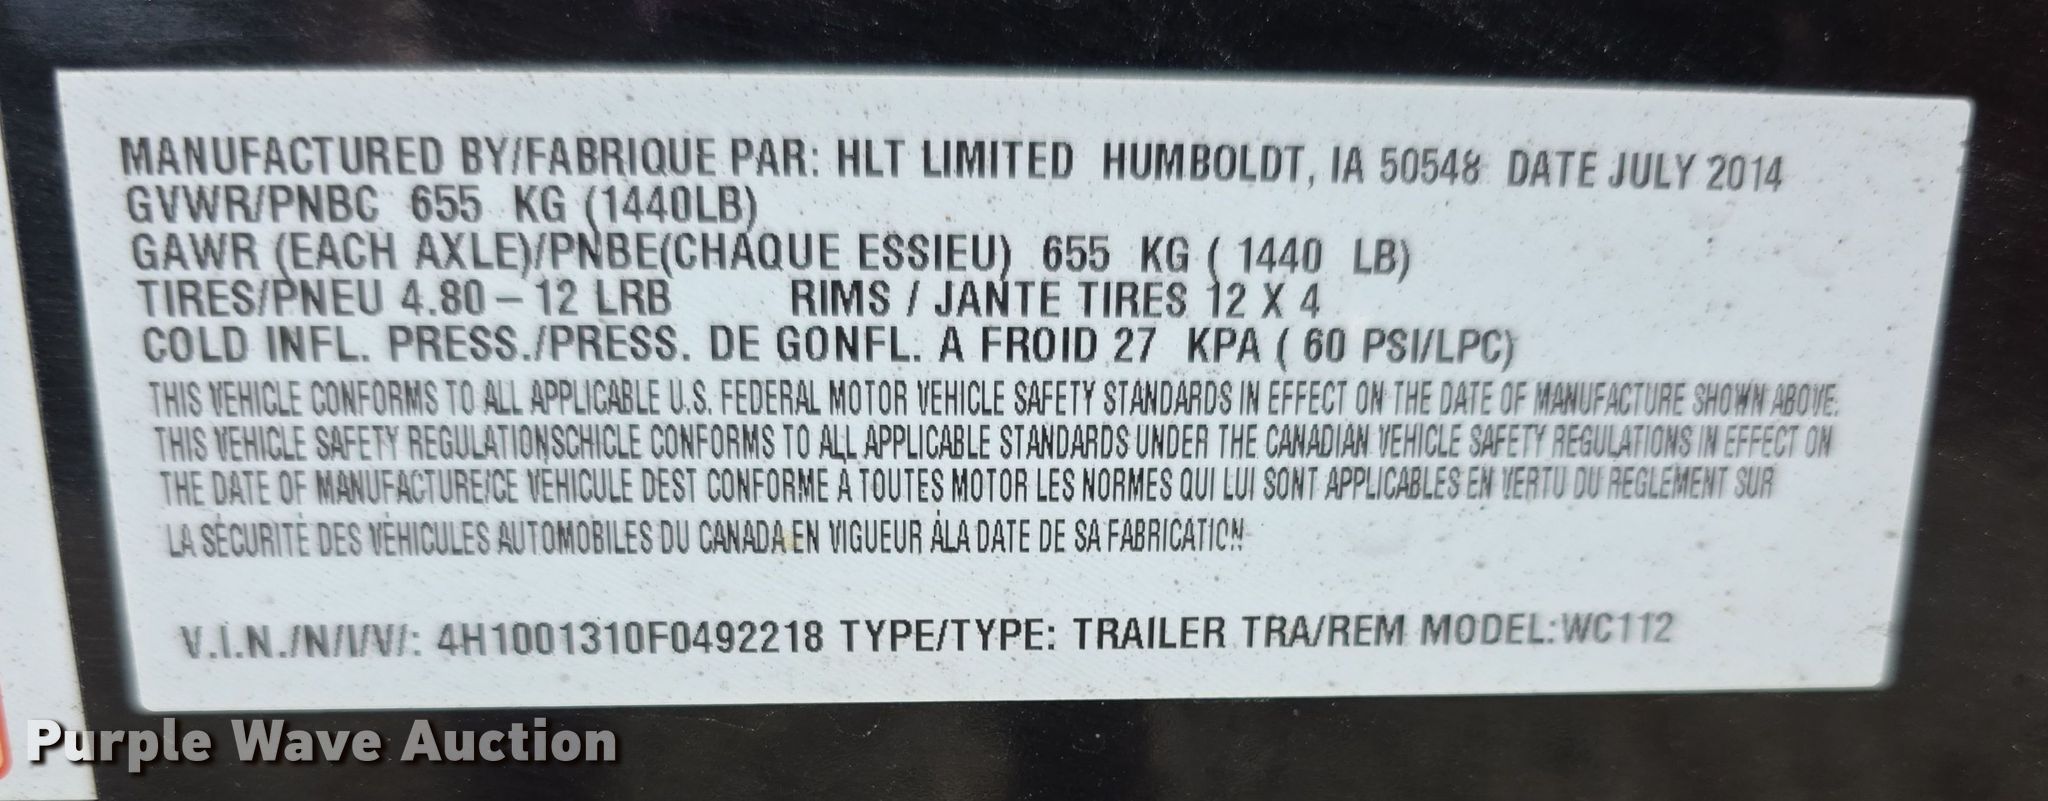 MANUFACTURED BY/FABRIQUE PAR: HLT LIMITED HUMBOLDT, IA 50548 DATE JULY 2014
GVWR/PNBC 655 KG (1440LB)
GAWR (EACH AXLE)/PNBE(CHAQUE ESSIEU) 655 KG ( 1440 LB)
TIRES/PNEU 4.80 – 12 LRB RIMS / JANTE TIRES 12 X 4
COLD INFL. PRESS./PRESS. DE GONFL. A FROID 27 KPA ( 60 PSI/LPC)
THIS VEHICLE CONFORMS TO ALL APPLICABLE U.S. FEDERAL MOTOR VEHICLE SAFETY STANDARDS IN EFFECT ON THE DATE OF MANUFACTURE SHOWN ABOVE.
THIS VEHICLE SAFETY REGULATIONSCHICLE CONFORMS TO ALL APPLICABLE STANDARDS UNDER THE CANADIAN VEHICLE SAFETY REGULATIONS IN EFFECT ON
THE DATE OF MANUFACTURE/CE VÉHICULE DEST CONFORME À TOUTES MOTOR LES NORMES QUI LUI SONT APPLICABLES EN VERTU DU REGLEMENT SUR
LA SÉCURITÉ DES VÉHICULES AUTOMOBILES DU CANADA EN VIGUEUR ÀLA DATE DE SA FABRICATION
V.I.N./N/I/V/: 4H1001310F0492218 TYPE/TYPE: TRAILER TRA/REM MODEL:WC112
Purple Wave Auction